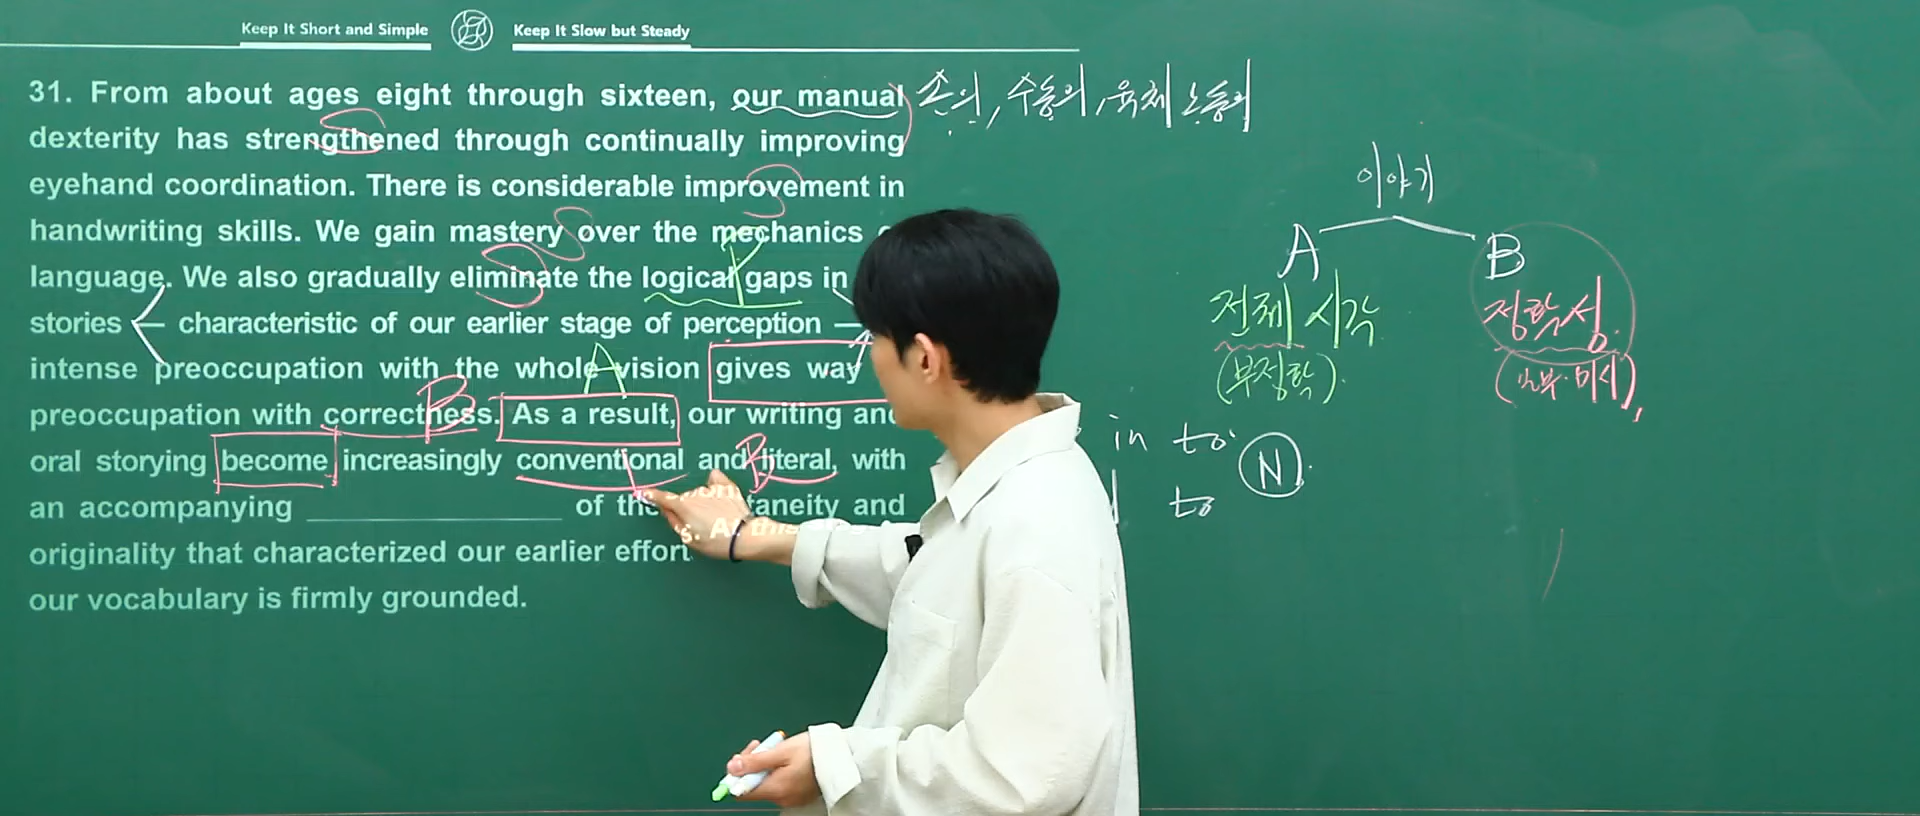 Keep It Short and Simple
Keep It Slow but Steady
31. From about ages eight through sixteen, our manual
dexterity has strengthened through continually improving
eyehand coordination. There is considerable improvement in
handwriting skills. We gain mastery over the mechanics
language. We also gradually eliminate the logical gaps in
stories — characteristic of our earlier stage of perception —
intense preoccupation with the whole vision gives way
preoccupation with correctness. As a result, our writing and
oral storying become increasingly conventional and literal, with
an accompanying ____________ of the spontaneity and
originality that characterized our earlier effort
our vocabulary is firmly grounded.
손의, 수동의, 육체노동의
이야기
A B
전체 시각 정확성
(부정확). (일부·미시),
in to
N
to
S
S
S
S
P
A
B
B